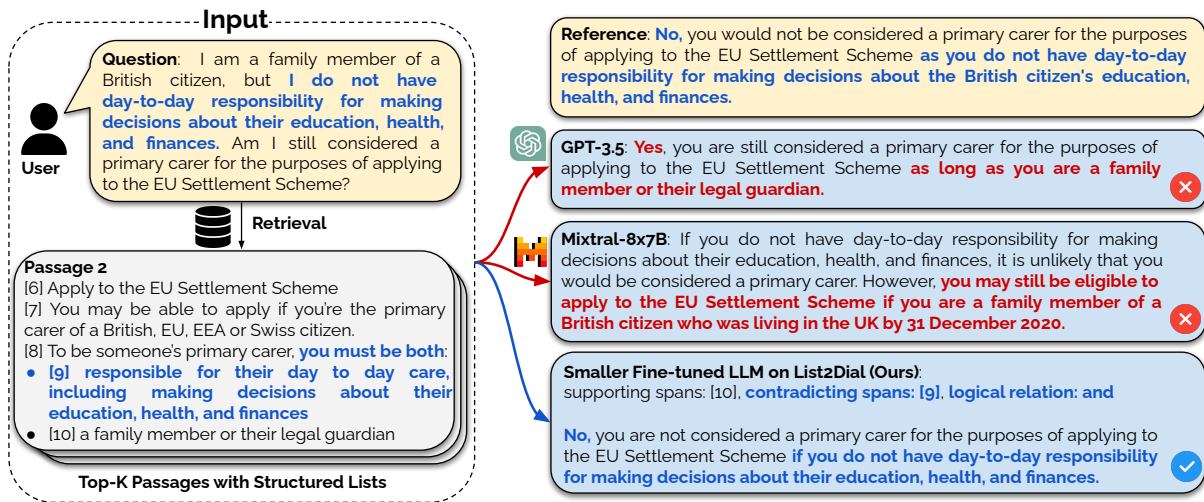 Input
Question: I am a family member of a
British citizen, but I do not have
day-to-day responsibility for making
decisions about their education, health,
and finances. Am I still considered a
primary carer for the purposes of applying
to the EU Settlement Scheme?
User
Retrieval
Passage 2
[6] Apply to the EU Settlement Scheme
[7] You may be able to apply if you're the primary
carer of a British, EU, EEA or Swiss citizen.
[8] To be someone's primary carer, you must be both:
• [9] responsible for their day to day care,
including making decisions about their
education, health, and finances
• [10] a family member or their legal guardian
Top-K Passages with Structured Lists
Reference: No, you would not be considered a primary carer for the purposes
of applying to the EU Settlement Scheme as you do not have day-to-day
responsibility for making decisions about the British citizen's education,
health, and finances.
GPT-3.5: Yes, you are still considered a primary carer for the purposes of
applying to the EU Settlement Scheme as long as you are a family
member or their legal guardian.
Mixtral-8x7B: If you do not have day-to-day responsibility for making
decisions about their education, health, and finances, it is unlikely that you
would be considered a primary carer. However, you may still be eligible to
apply to the EU Settlement Scheme if you are a family member of a
British citizen who was living in the UK by 31 December 2020.
Smaller Fine-tuned LLM on List2Dial (Ours):
supporting spans: [10], contradicting spans: [9], logical relation: and
No, you are not considered a primary carer for the purposes of applying to
the EU Settlement Scheme if you do not have day-to-day responsibility
for making decisions about their education, health, and finances.